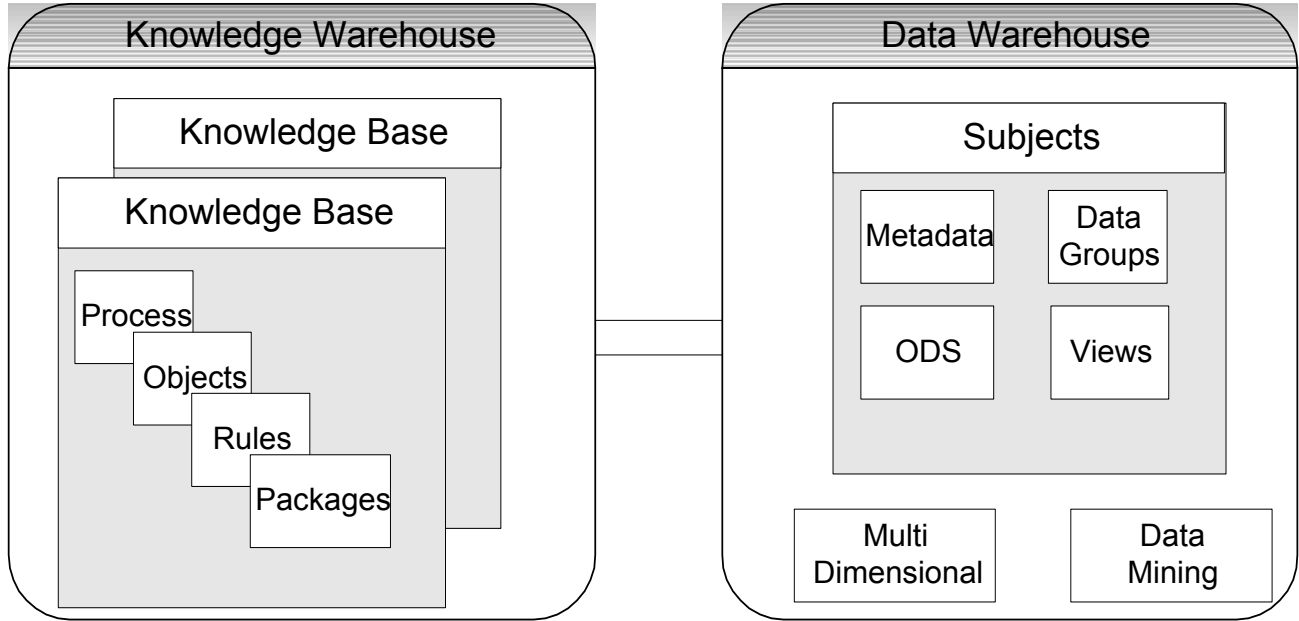 Knowledge Warehouse
Knowledge Base
Knowledge Base
Process
Objects
Rules
Packages
Data Warehouse
Subjects
Metadata
Data
Groups
ODS
Views
Multi
Dimensional
Data
Mining